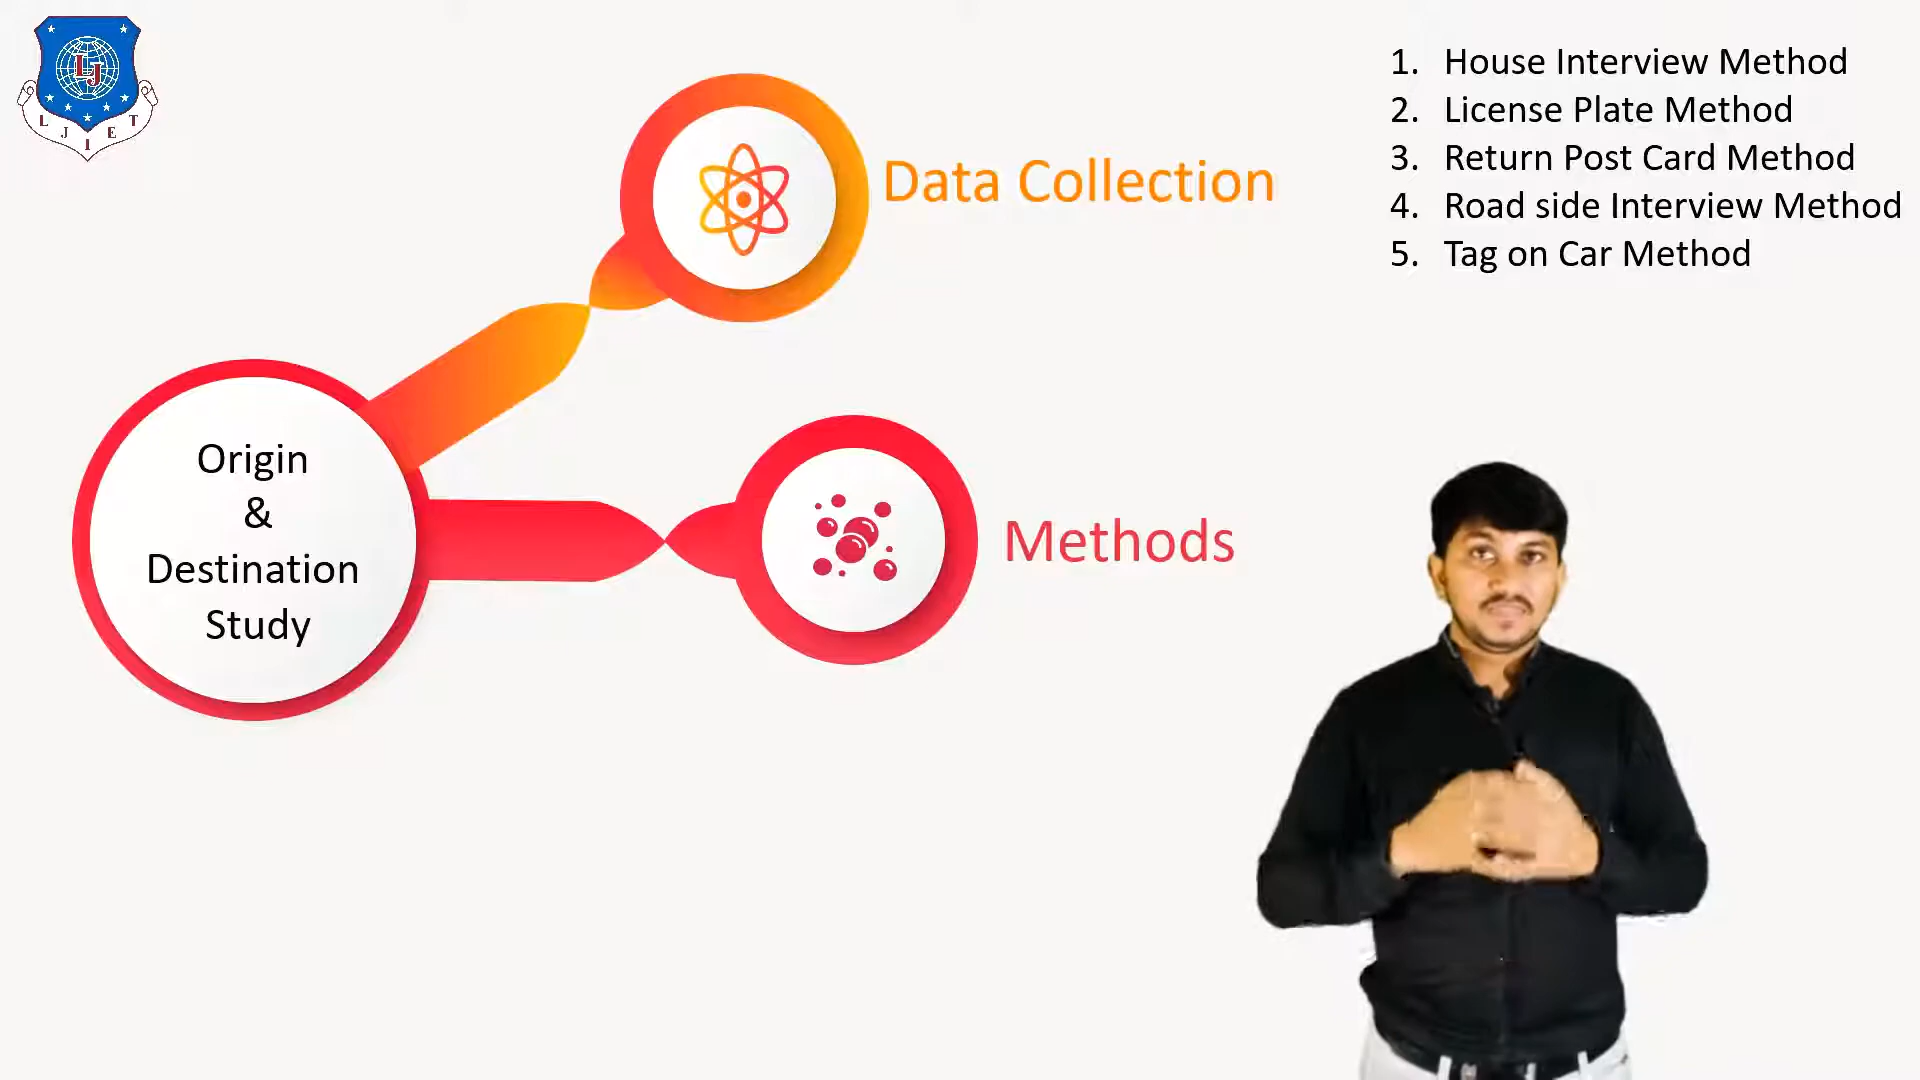 LJ
L J I E T
Origin
&
Destination
Study
Data Collection
Methods
1. House Interview Method
2. License Plate Method
3. Return Post Card Method
4. Road side Interview Method
5. Tag on Car Method